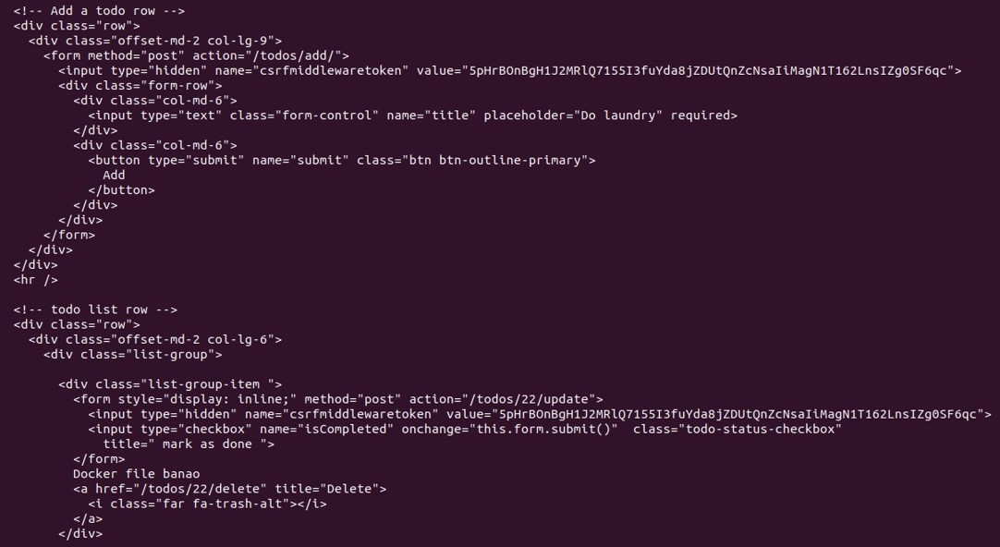 <!-- Add a todo row -->
<div class="row">
  <div class="offset-md-2 col-lg-9">
    <form method="post" action="/todos/add/">
      <input type="hidden" name="csrfmiddlewaretoken" value="5pHrBOnBgH1J2MRlQ7155I3fuYda8jZDUtQnZcNsaIiMagN1T162LnsIZg0SF6qc">
      <div class="form-row">
        <div class="col-md-6">
          <input type="text" class="form-control" name="title" placeholder="Do laundry" required>
        </div>
        <div class="col-md-6">
          <button type="submit" name="submit" class="btn btn-outline-primary">
            Add
          </button>
        </div>
      </div>
    </form>
  </div>
</div>
<hr />

<!-- todo list row -->
<div class="row">
  <div class="offset-md-2 col-lg-6">
    <div class="list-group">

      <div class="list-group-item ">
        <form style="display: inline;" method="post" action="/todos/22/update">
          <input type="hidden" name="csrfmiddlewaretoken" value="5pHrBOnBgH1J2MRlQ7155I3fuYda8jZDUtQnZcNsaIiMagN1T162LnsIZg0SF6qc">
          <input type="checkbox" name="isCompleted" onchange="this.form.submit()"  class="todo-status-checkbox"
            title=" mark as done ">
        </form>
        Docker file banao
        <a href="/todos/22/delete" title="Delete">
          <i class="far fa-trash-alt"></i>
        </a>
      </div>